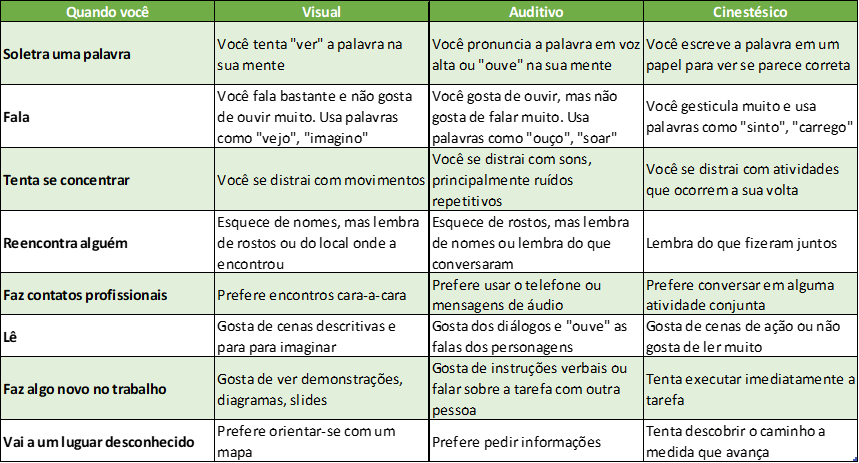 Quando você
Visual
Auditivo
Cinestésico
Soletra uma palavra
Você tenta "ver" a palavra na
sua mente
Você pronuncia a palavra em voz
alta ou "ouve" na sua mente
Você escreve a palavra em um
papel para ver se parece correta
Fala
Você fala bastante e não gosta
de ouvir muito. Usa palavras
como "vejo", "imagino"
Você gosta de ouvir, mas não
gosta de falar muito. Usa
palavras como "ouço", "soar"
Você gesticula muito e usa
palavras como "sinto", "carrego"
Tenta se concentrar
Você se distrai com movimentos
Você se distrai com sons,
principalmente ruídos
repetitivos
Você se distrai com atividades
que ocorrem a sua volta
Reencontra alguém
Esquece de nomes, mas lembra
de rostos ou do local onde a
encontrou
Esquece de rostos, mas lembra
de nomes ou lembra do que
conversaram
Lembra do que fizeram juntos
Faz contatos profissionais
Prefere encontros cara-a-cara
Prefere usar o telefone ou
mensagens de áudio
Prefere conversar em alguma
atividade conjunta
Lê
Gosta de cenas descritivas e
para para imaginar
Gosta dos diálogos e "ouve" as
falas dos personagens
Gosta de cenas de ação ou não
gosta de ler muito
Faz algo novo no trabalho
Gosta de ver demonstrações,
diagramas, slides
Gosta de instruções verbais ou
falar sobre a tarefa com outra
pessoa
Tenta executar imediatamente a
tarefa
Vai a um luguar desconhecido
Prefere orientar-se com um
mapa
Prefere pedir informações
Tenta descobrir o caminho a
medida que avança